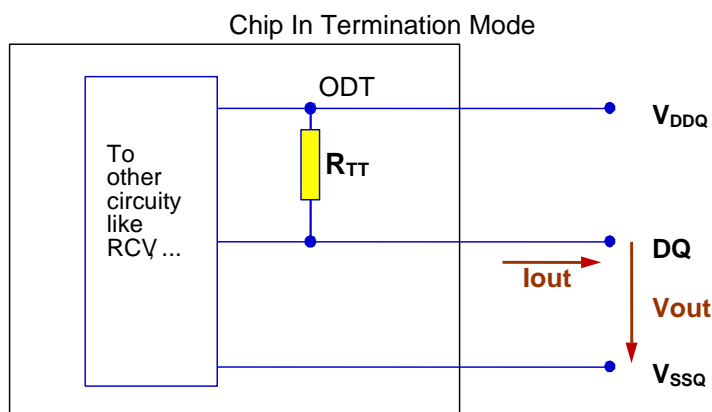 Chip In Termination Mode
ODT
VDDQ
To
other
circuity
like
RCV, ...
RTT
DQ
Iout
Vout
VSSQ